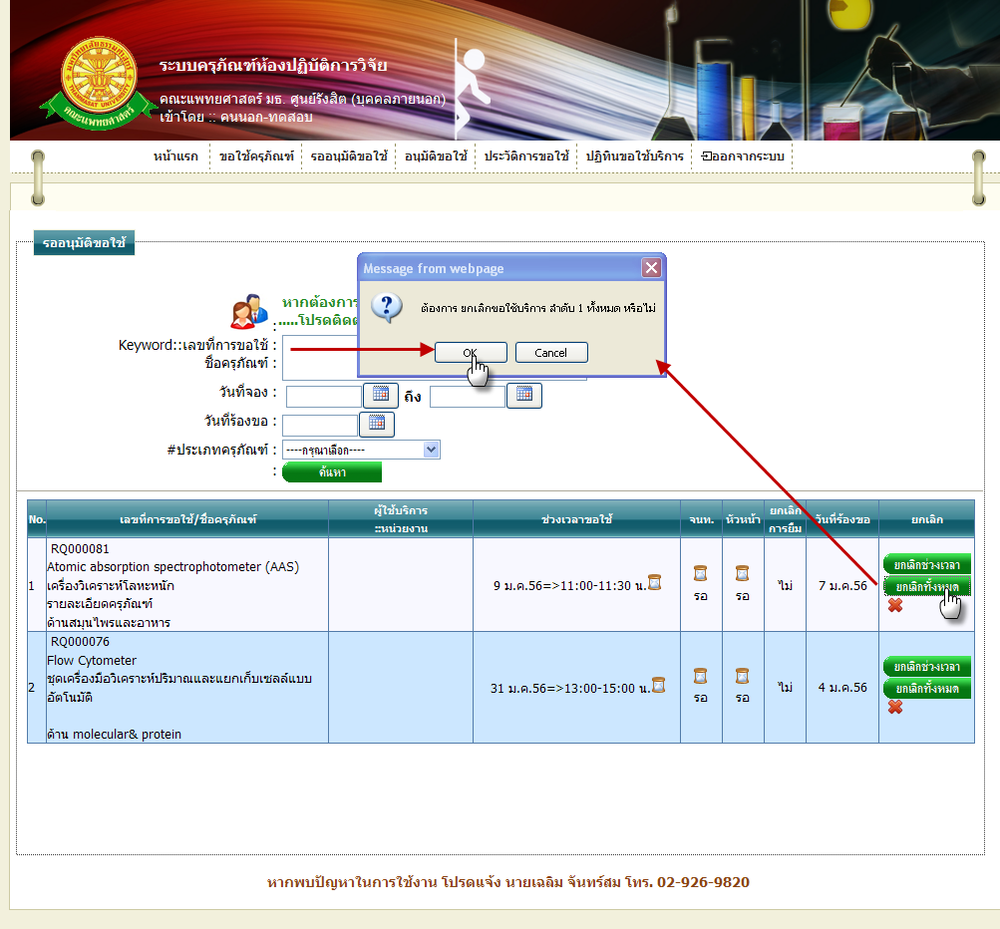 ระบบครุภัณฑ์ห้องปฏิบัติการวิจัย
คณะแพทยศาสตร์ มธ. ศูนย์รังสิต (บุคคลภายนอก)
เข้าโดย :: คนนอก-ทดสอบ
THAMMASAT UNIVERSITY
คณะแพทยศาสตร์
หน้าแรก ขอใช้ครุภัณฑ์ รออนุมัติขอใช้ อนุมัติขอใช้ ประวัติการขอใช้ ปฏิทินขอใช้บริการ ออกจากระบบ
รออนุมัติขอใช้
Message from webpage
ต้องการ ยกเลิกขอใช้บริการ ลำดับ 1 ทั้งหมด หรือไม่
OK Cancel
หากต้องการ
: .....โปรดติดต่
Keyword::เลขที่การขอใช้ :
ชื่อครุภัณฑ์ :
วันที่จอง : ถึง
วันที่ร้องขอ :
#ประเภทครุภัณฑ์ : ----กรุณาเลือก----
: ค้นหา
No. เลขที่การขอใช้/ชื่อครุภัณฑ์ ผู้ใช้บริการ ::หน่วยงาน ช่วงเวลาขอใช้ จนท. หัวหน้า ยกเลิกการยืม วันที่ร้องขอ ยกเลิก
RQ000081
Atomic absorption spectrophotometer (AAS)
1 เครื่องวิเคราะห์โลหะหนัก 9 ม.ค.56=>11:00-11:30 น. รอ รอ ไม่ 7 ม.ค.56 ยกเลิกช่วงเวลา ยกเลิกทั้งหมด
รายละเอียดครุภัณฑ์
ด้านสมุนไพรและอาหาร
RQ000076
Flow Cytometer
2 ชุดเครื่องมือวิเคราะห์ปริมาณและแยกเก็บเซลล์แบบ 31 ม.ค.56=>13:00-15:00 น. รอ รอ ไม่ 4 ม.ค.56 ยกเลิกช่วงเวลา ยกเลิกทั้งหมด
อัตโนมัติ
ด้าน molecular& protein
หากพบปัญหาในการใช้งาน โปรดแจ้ง นายเฉลิม จันทร์สม โทร. 02-926-9820